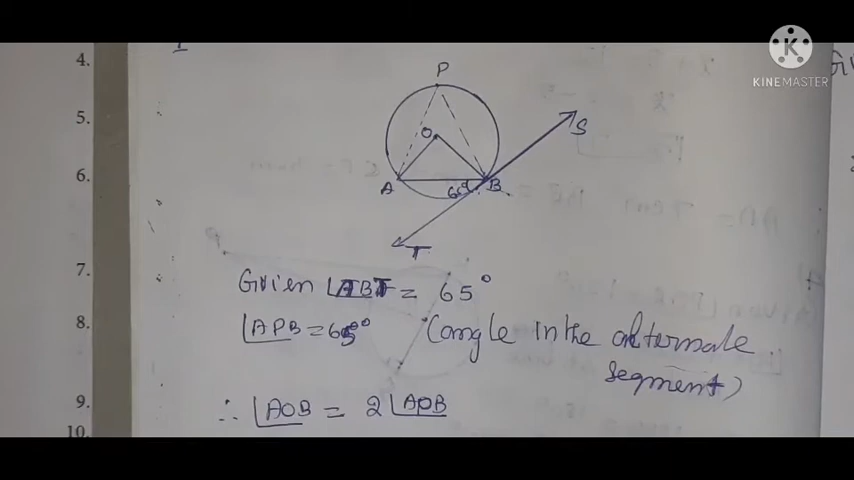 4.
5.
6.
7.
8.
9.
10.
KINEMASTER
P
O
A
65°
B
S
T
Given ∠ABT = 65°
∠APB = 65° (angle in the alternate
segment)
∴ ∠AOB = 2∠APB